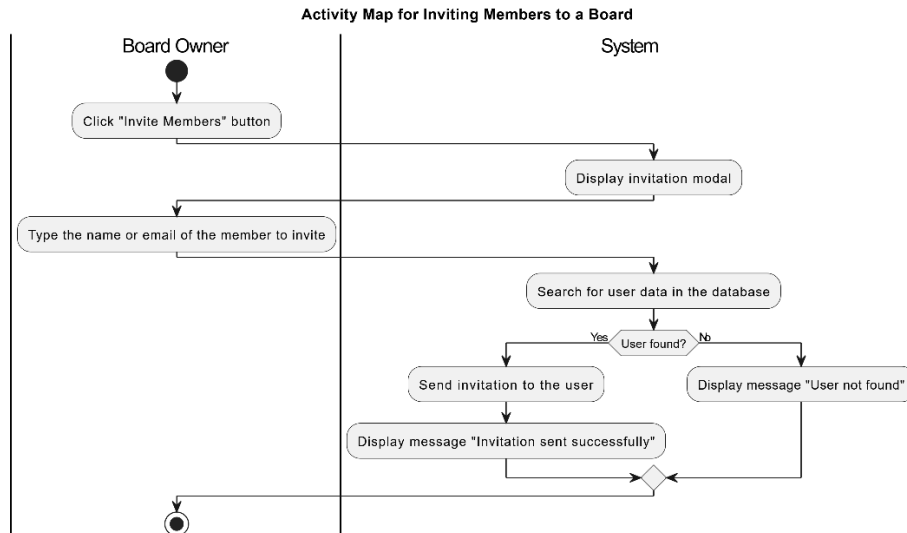 Activity Map for Inviting Members to a Board
Board Owner
System
Click "Invite Members" button
Display invitation modal
Type the name or email of the member to invite
Search for user data in the database
Yes
User found?
No
Send invitation to the user
Display message "User not found"
Display message "Invitation sent successfully"